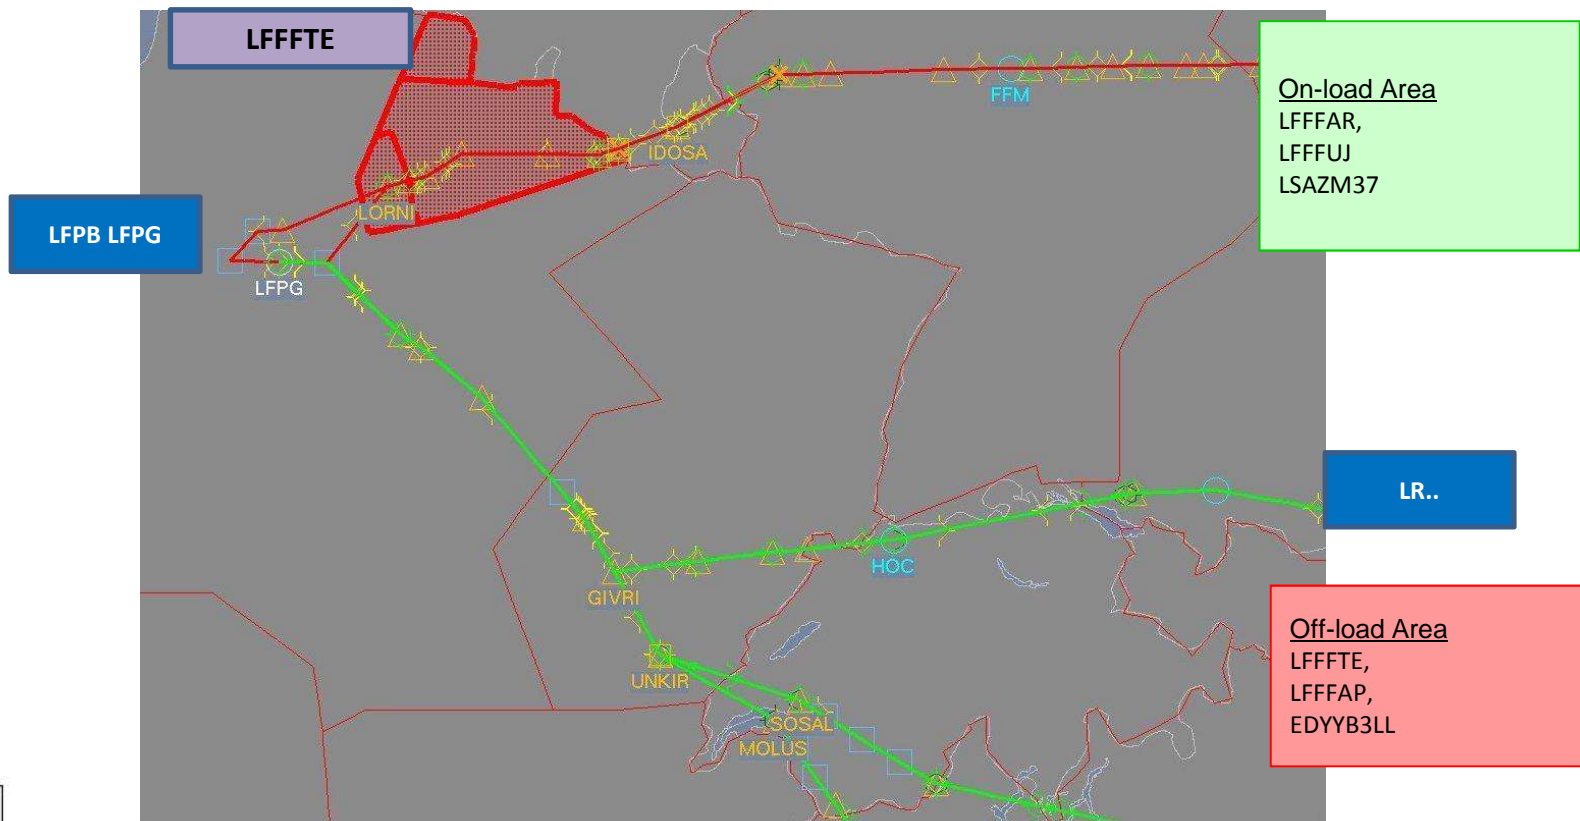 LFFFTE
On-load Area
LFFFAR,
LFFFUJ
LSAZM37
FFM
IDOSA
LORNI
LFPB LFPG
LFPG
LR..
HOC
GIVRI
Off-load Area
LFFFTE,
LFFFAP,
EDYYB3LL
UNKIR
SOSAL
MOLUS